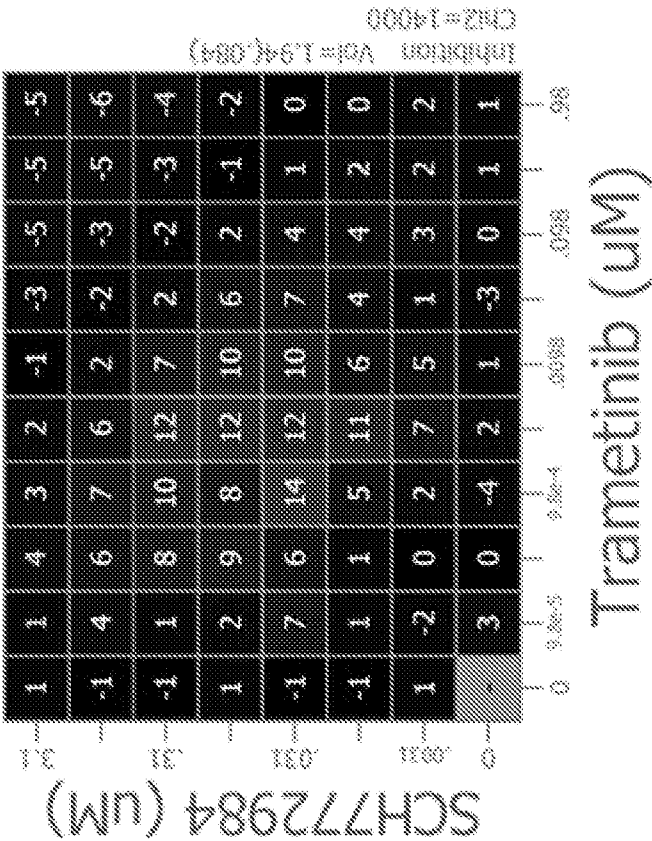 SCH772984 (uM)
3.1 1 1 4 3 2 -1 -3 -5 -5 -5
-1 4 6 7 6 2 -2 -3 -5 -6
.31 -1 1 8 10 12 7 2 -2 -3 -4
1 2 9 8 12 10 6 2 -1 -2
.031 -1 7 6 14 12 10 7 4 1 0
-1 1 1 5 11 6 4 4 2 0
.0031 1 -2 0 2 7 5 1 3 2 2
0 - 3 0 -4 2 1 -3 0 1 1
0 9.8e-5 9.8e-4 .0098 .098 .98
Trametinib (uM)
Inhibition Vol=1.94(.084)
Chi2=14000